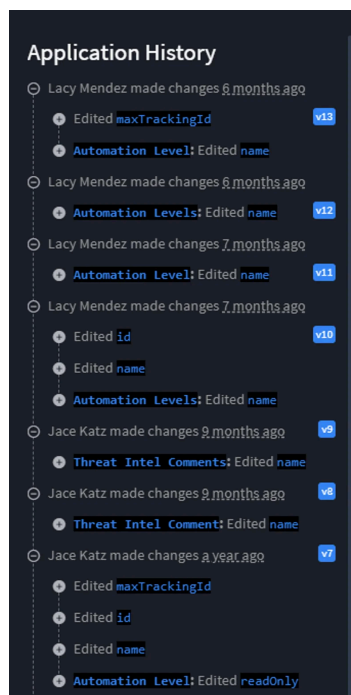 Application History
Lacy Mendez made changes 6 months ago
Edited maxTrackingId v13
Automation Level: Edited name
Lacy Mendez made changes 6 months ago
Automation Levels: Edited name v12
Lacy Mendez made changes 7 months ago
Automation Level: Edited name v11
Lacy Mendez made changes 7 months ago
Edited id v10
Edited name
Automation Levels: Edited name
Jace Katz made changes 9 months ago v9
Threat Intel Comments: Edited name
Jace Katz made changes 9 months ago v8
Threat Intel Comment: Edited name
Jace Katz made changes a year ago v7
Edited maxTrackingId
Edited id
Edited name
Automation Level: Edited readOnly